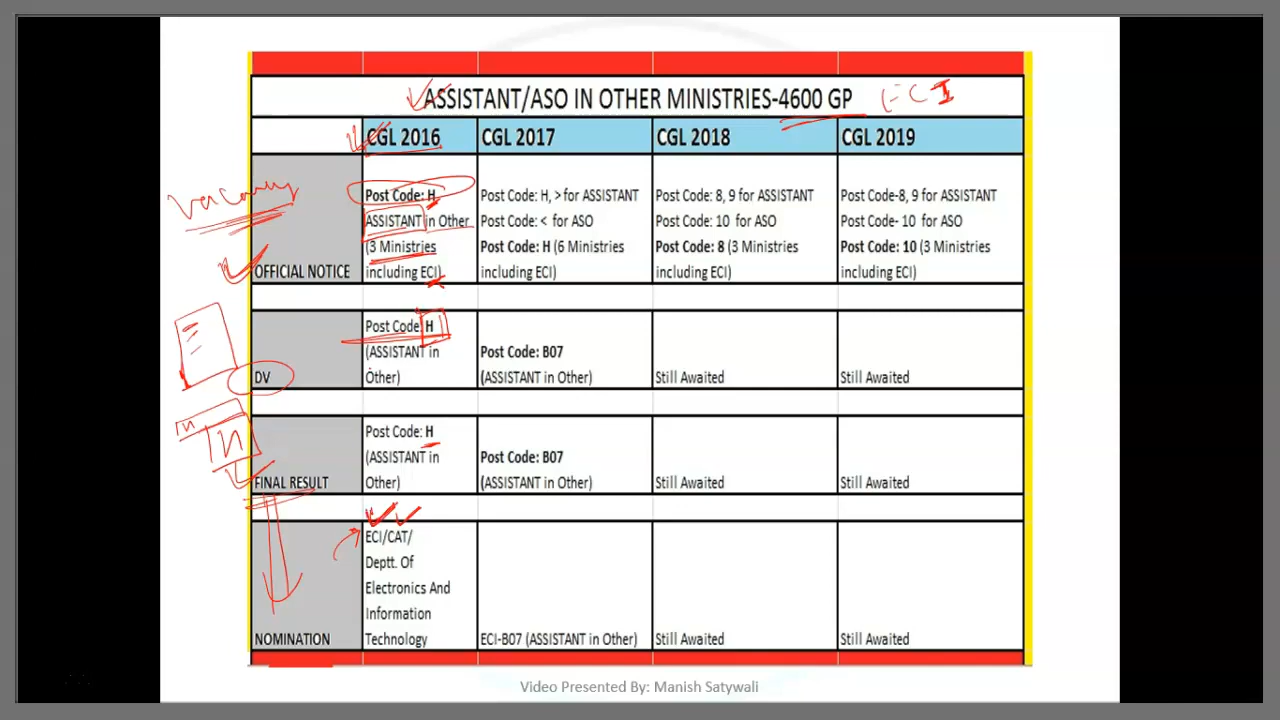 ASSISTANT/ASO IN OTHER MINISTRIES-4600 GP
ECI
CGL 2016
CGL 2017
CGL 2018
CGL 2019
Vacancy
OFFICIAL NOTICE
Post Code: H
ASSISTANT in Other
(3 Ministries
including ECI)
Post Code: H, > for ASSISTANT
Post Code: < for ASO
Post Code: H (6 Ministries
including ECI)
Post Code: 8, 9 for ASSISTANT
Post Code: 10 for ASO
Post Code: 8 (3 Ministries
including ECI)
Post Code-8, 9 for ASSISTANT
Post Code- 10 for ASO
Post Code: 10 (3 Ministries
including ECI)
DV
Post Code: H
(ASSISTANT in
Other)
Post Code: B07
(ASSISTANT in Other)
Still Awaited
Still Awaited
FINAL RESULT
Post Code: H
(ASSISTANT in
Other)
Post Code: B07
(ASSISTANT in Other)
Still Awaited
Still Awaited
NOMINATION
ECI/CAT/
Deptt. Of
Electronics And
Information
Technology
ECI-B07 (ASSISTANT in Other)
Still Awaited
Still Awaited
Video Presented By: Manish Satywali